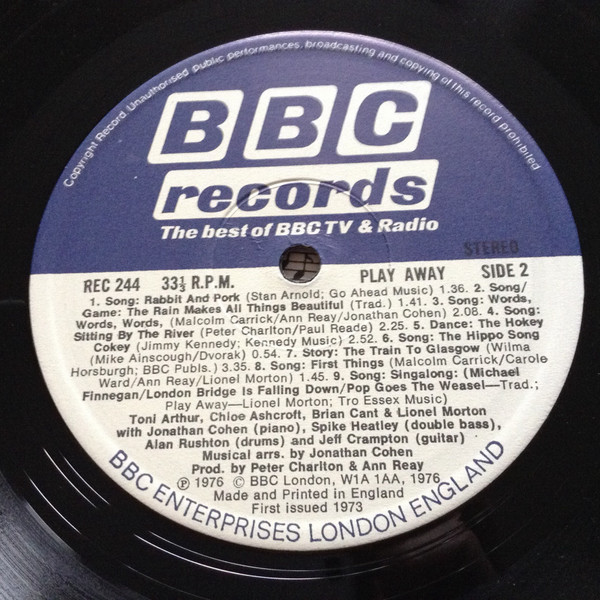 Copyright Record. Unauthorised public performances, broadcasting and copying of this record prohibited
BBC
records
The best of BBC TV & Radio
STEREO
REC 244 33⅓ R.P.M. PLAY AWAY SIDE 2
1. Song: Rabbit And Pork (Stan Arnold; Go Ahead Music) 1.36. 2. Song/
Game: The Rain Makes All Things Beautiful (Trad.) 1.41. 3. Song: Words,
Words, Words, (Malcolm Carrick/Ann Reay/Jonathan Cohen) 2.08. 4. Song:
Sitting By The River (Peter Charlton/Paul Reade) 2.25. 5. Dance: The Hokey
Cokey (Jimmy Kennedy; Kennedy Music) 2.52. 6. Song: The Hippo Song
(Mike Ainscough/Dvorak) 0.54. 7. Story: The Train To Glasgow (Wilma
Horsburgh; BBC Publs.) 3.35. 8. Song: First Things (Malcolm Carrick/Carole
Ward/Ann Reay/Lionel Morton) 1.45. 9. Song: Singalong: (Michael
Finnegan/London Bridge Is Falling Down/Pop Goes The Weasel—Trad.;
Play Away—Lionel Morton; Tro Essex Music)
Toni Arthur, Chloe Ashcroft, Brian Cant & Lionel Morton
with Jonathan Cohen (piano), Spike Heatley (double bass),
Alan Rushton (drums) and Jeff Crampton (guitar)
Musical arrs. by Jonathan Cohen
Prod. by Peter Charlton & Ann Reay
℗ 1976 © BBC London, W1A 1AA, 1976
Made and Printed in England
First issued 1973
BBC ENTERPRISES LONDON ENGLAND